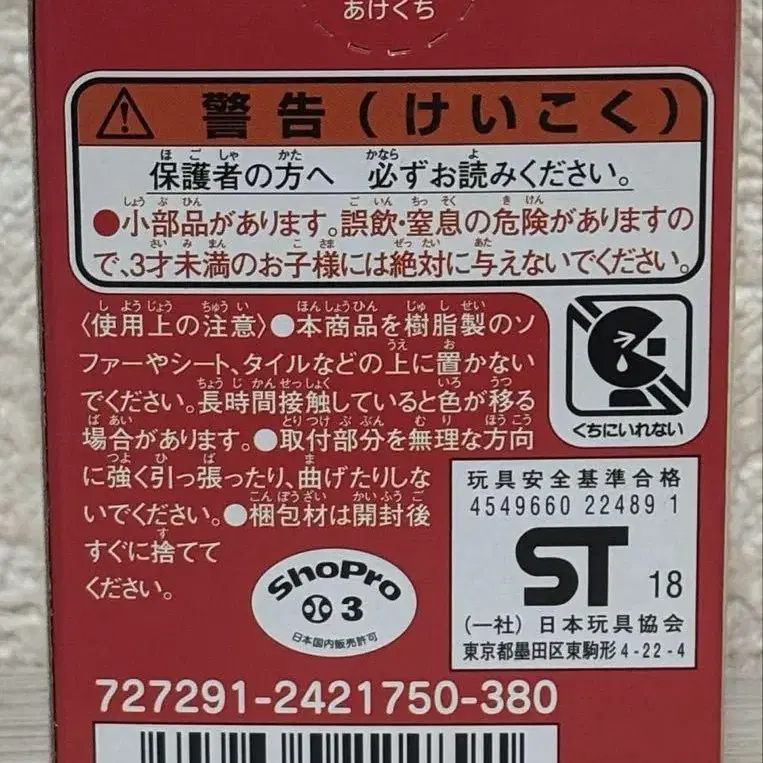 あけくち
警告(けいこく)
保護者の方へ 必ずお読みください。
●小部品があります。誤飲・窒息の危険がありますの
で、3才未満のお子様には絶対に与えないでください。
〈使用上の注意〉●本商品を樹脂製のソ
ファーやシート、タイルなどの上に置かない
でください。長時間接触していると色が移る
場合があります。●取付部分を無理な方向
に強く引っ張ったり、曲げたりしな
いでください。●梱包材は開封後
すぐに捨てて
ください。
くちにいれない
玩具安全基準合格
4549660 22489 1
ST 18
(一社) 日本玩具協会
東京都墨田区東駒形4-22-4
ShoPro
3
日本国内販売許可
727291-2421750-380